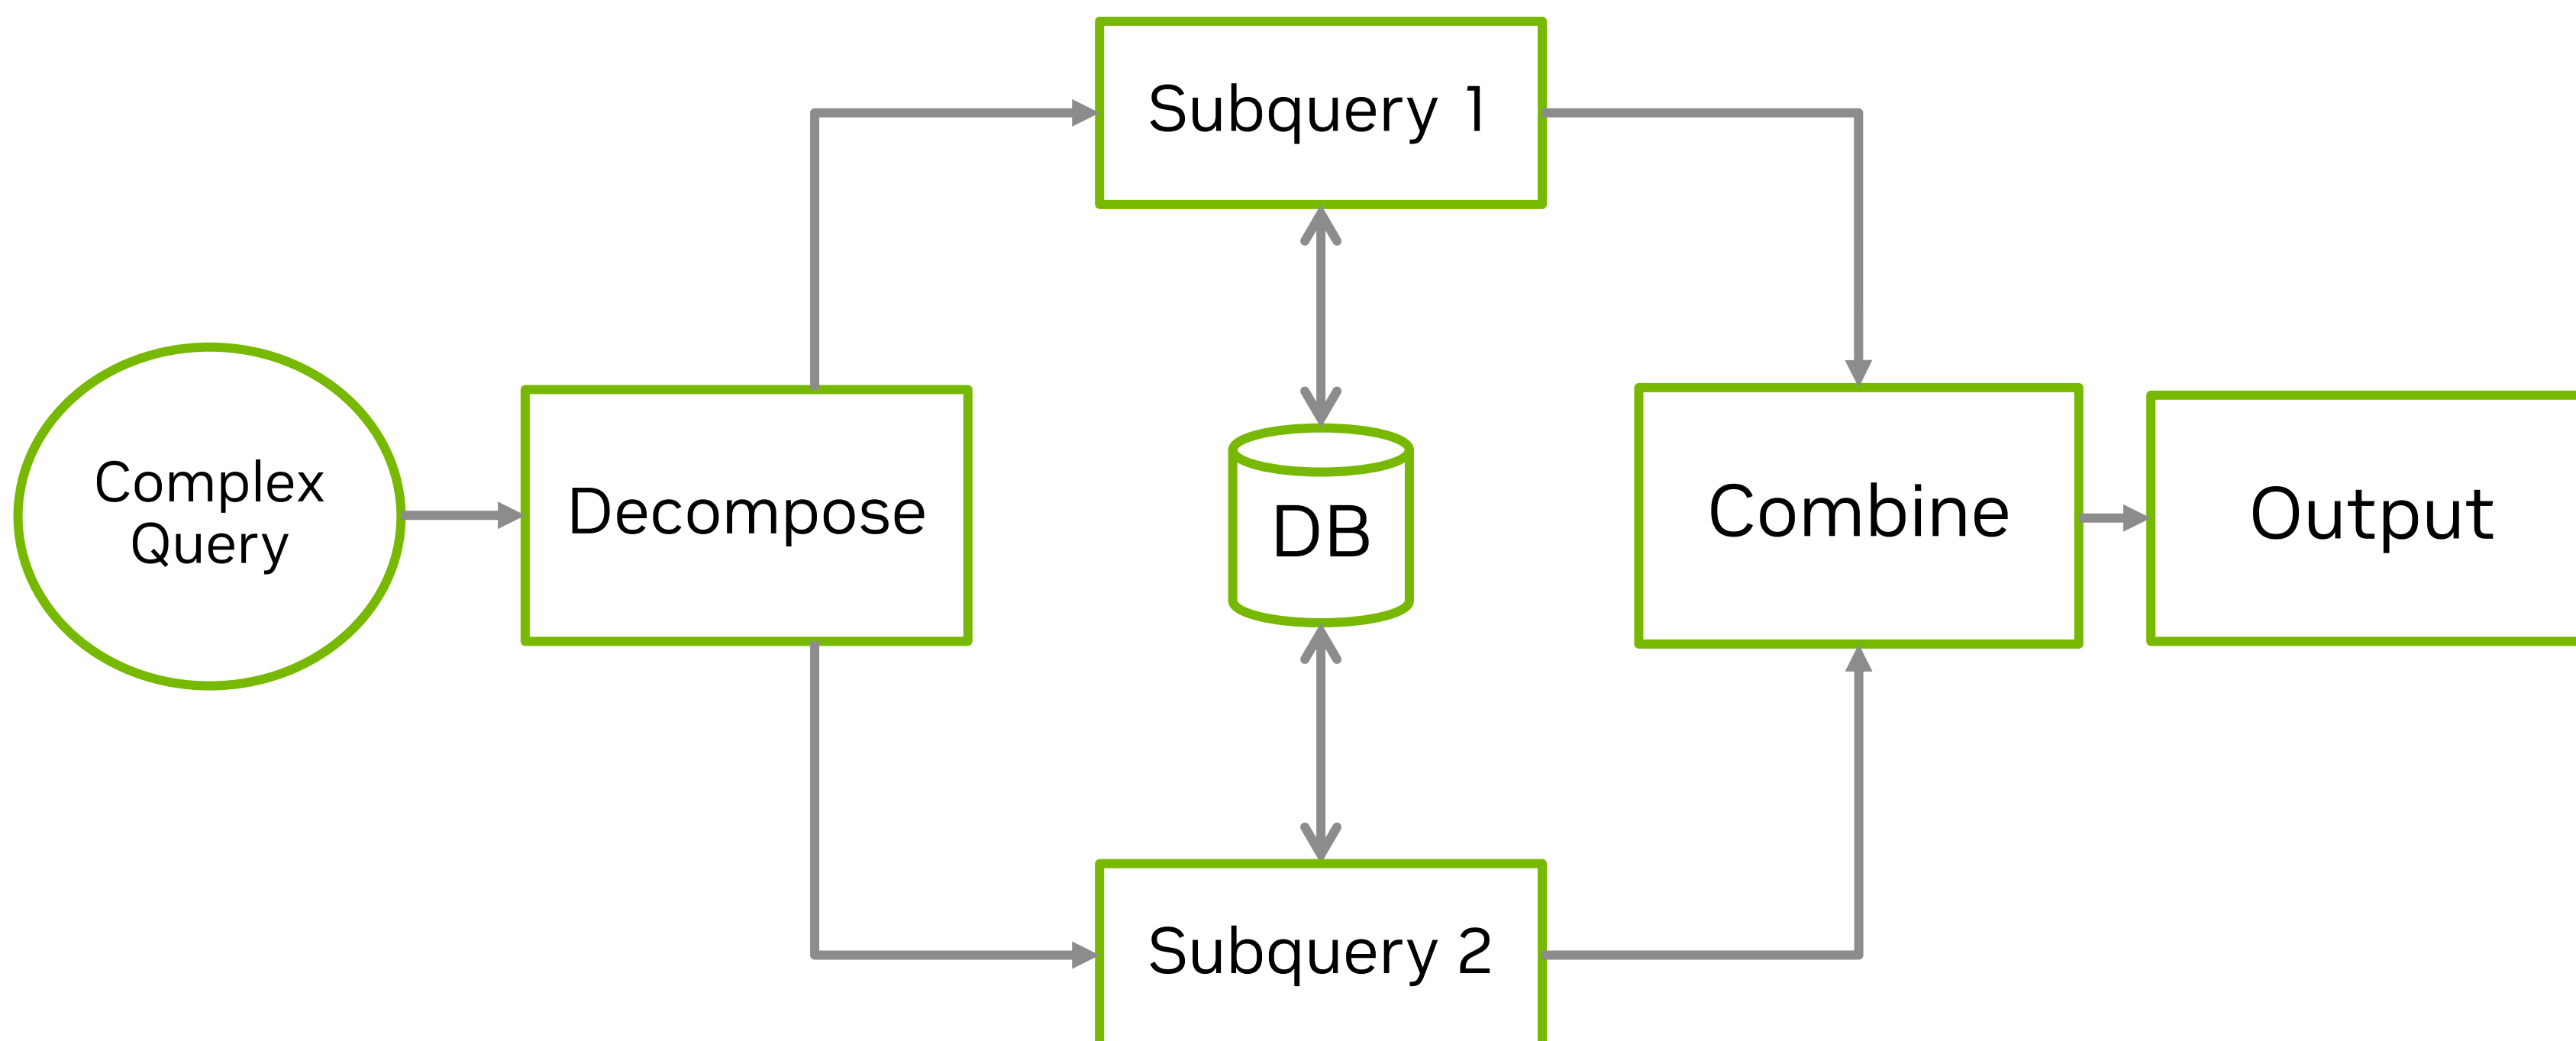 Subquery 1
Complex
Query
Decompose
DB
Combine
Output
Subquery 2